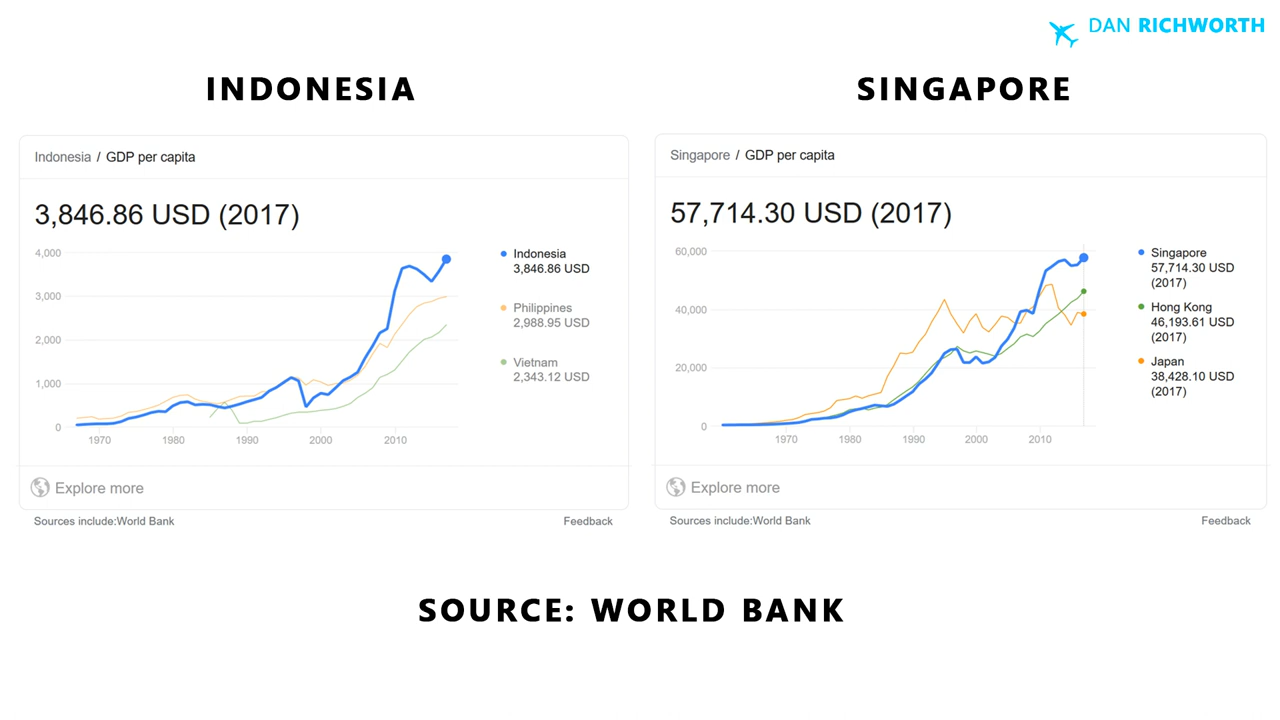 DAN RICHWORTH
INDONESIA
Indonesia / GDP per capita
3,846.86 USD (2017)
4,000
3,000
2,000
1,000
0
1970
1980
1990
2000
2010
Indonesia
3,846.86 USD
Philippines
2,988.95 USD
Vietnam
2,343.12 USD
Explore more
Sources include:World Bank
Feedback
SINGAPORE
Singapore / GDP per capita
57,714.30 USD (2017)
60,000
40,000
20,000
0
1970
1980
1990
2000
2010
Singapore
57,714.30 USD
(2017)
Hong Kong
46,193.61 USD
(2017)
Japan
38,428.10 USD
(2017)
Explore more
Sources include:World Bank
Feedback
SOURCE: WORLD BANK